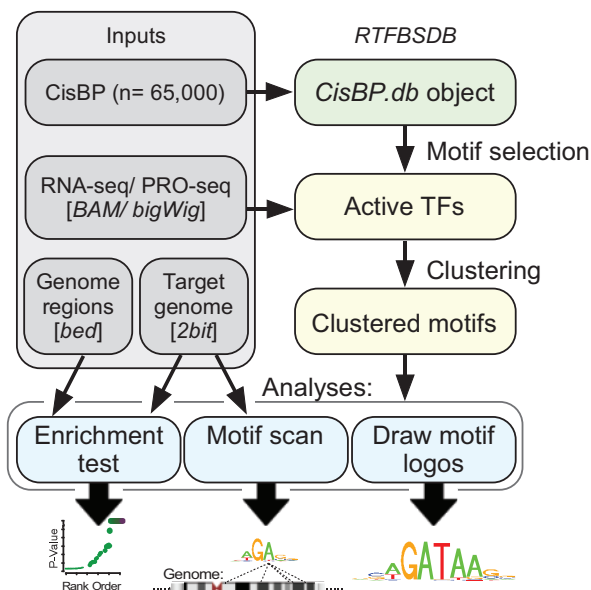 Inputs
RTFBSDB
CisBP (n= 65,000)
CisBP.db object
Motif selection
RNA-seq/ PRO-seq
[BAM/ bigWig]
Active TFs
Clustering
Genome
regions
[bed]
Target
genome
[2bit]
Clustered motifs
Analyses:
Enrichment
test
Motif scan
Draw motif
logos
P-Value
Rank Order
GA
Genome:
GATAA